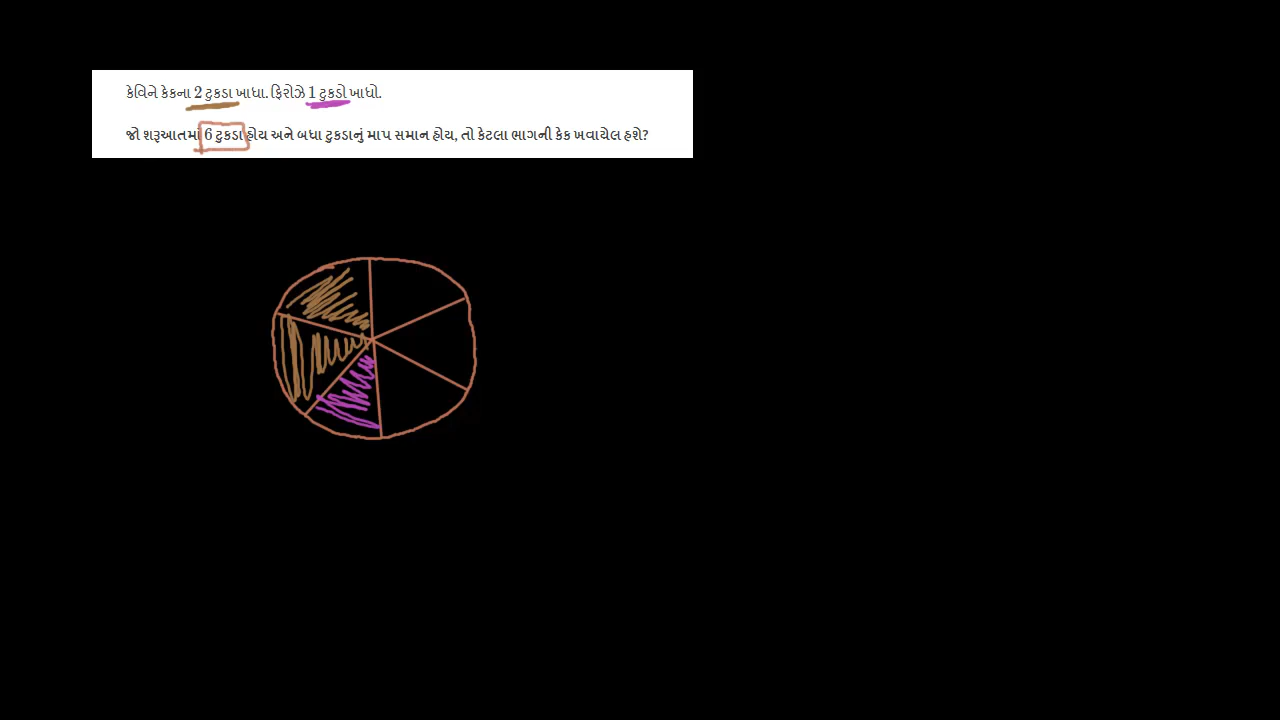 કેવિને કેકના 2 ટુકડા ખાધા. ફિરોઝે 1 ટુકડો ખાધો.
જો શરૂઆતમાં 6 ટુકડા હોય અને બધા ટુકડાનું માપ સમાન હોય, તો કેટલા ભાગની કેક ખવાયેલ હશે?